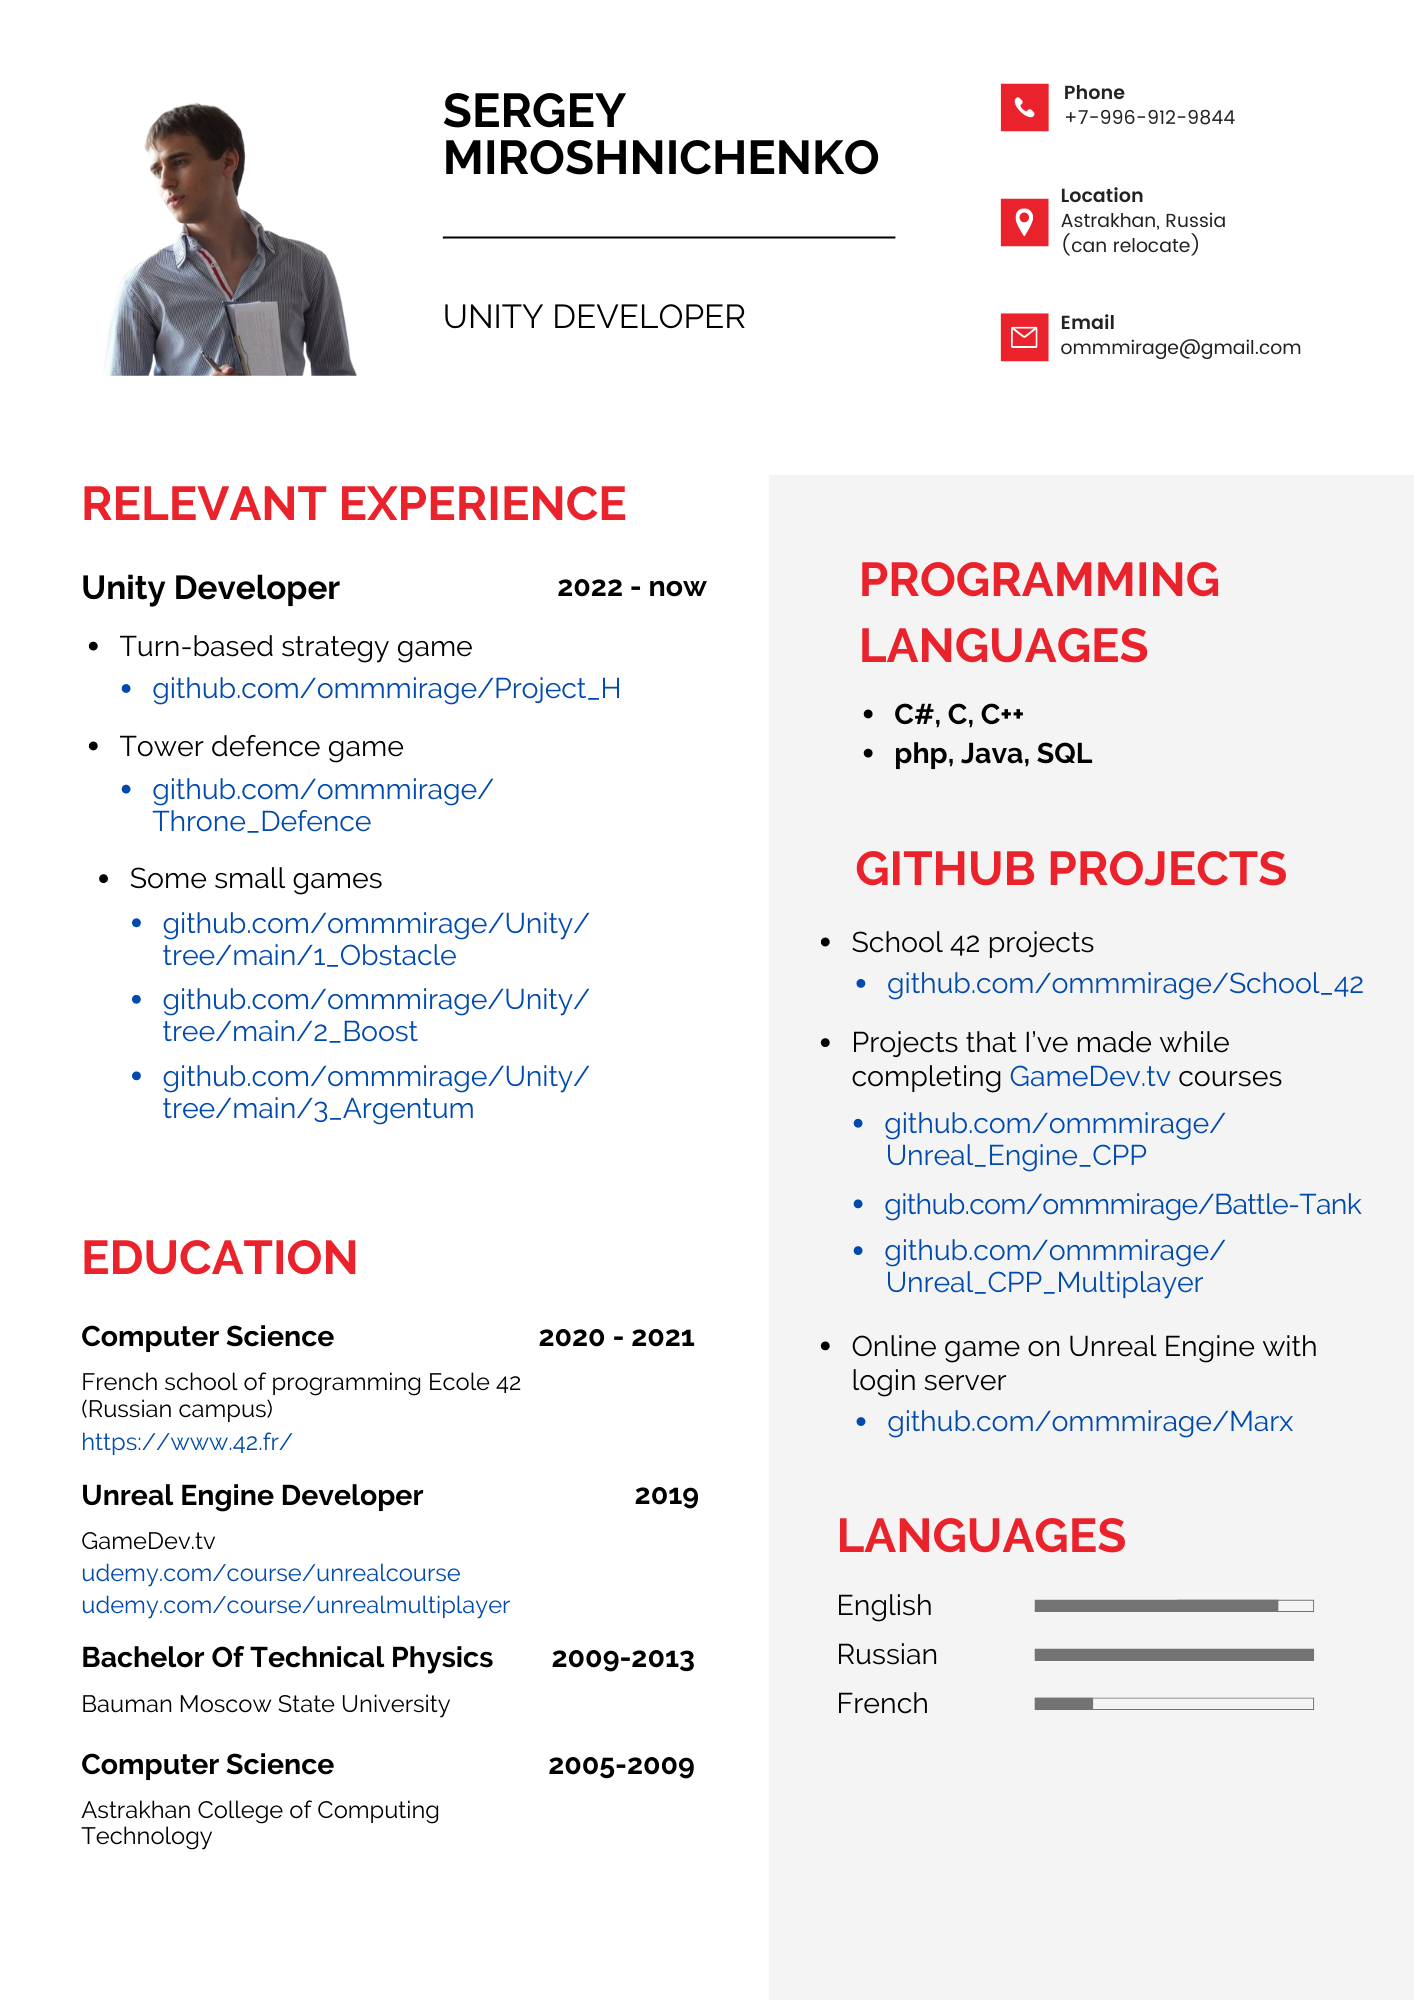 SERGEY
MIROSHNICHENKO
UNITY DEVELOPER
Phone
+7-996-912-9844
Location
Astrakhan, Russia
(can relocate)
Email
ommmirage@gmail.com
RELEVANT EXPERIENCE
Unity Developer 2022 - now
• Turn-based strategy game
• github.com/ommmirage/Project_H
• Tower defence game
• github.com/ommmirage/
Throne_Defence
• Some small games
• github.com/ommmirage/Unity/
tree/main/1_Obstacle
• github.com/ommmirage/Unity/
tree/main/2_Boost
• github.com/ommmirage/Unity/
tree/main/3_Argentum
EDUCATION
Computer Science 2020 - 2021
French school of programming Ecole 42
(Russian campus)
https://www.42.fr/
Unreal Engine Developer 2019
GameDev.tv
udemy.com/course/unrealcourse
udemy.com/course/unrealmultiplayer
Bachelor Of Technical Physics 2009-2013
Bauman Moscow State University
Computer Science 2005-2009
Astrakhan College of Computing
Technology
PROGRAMMING
LANGUAGES
• C#, C, C++
• php, Java, SQL
GITHUB PROJECTS
• School 42 projects
• github.com/ommmirage/School_42
• Projects that I've made while
completing GameDev.tv courses
• github.com/ommmirage/
Unreal_Engine_CPP
• github.com/ommmirage/Battle-Tank
• github.com/ommmirage/
Unreal_CPP_Multiplayer
• Online game on Unreal Engine with
login server
• github.com/ommmirage/Marx
LANGUAGES
English
Russian
French